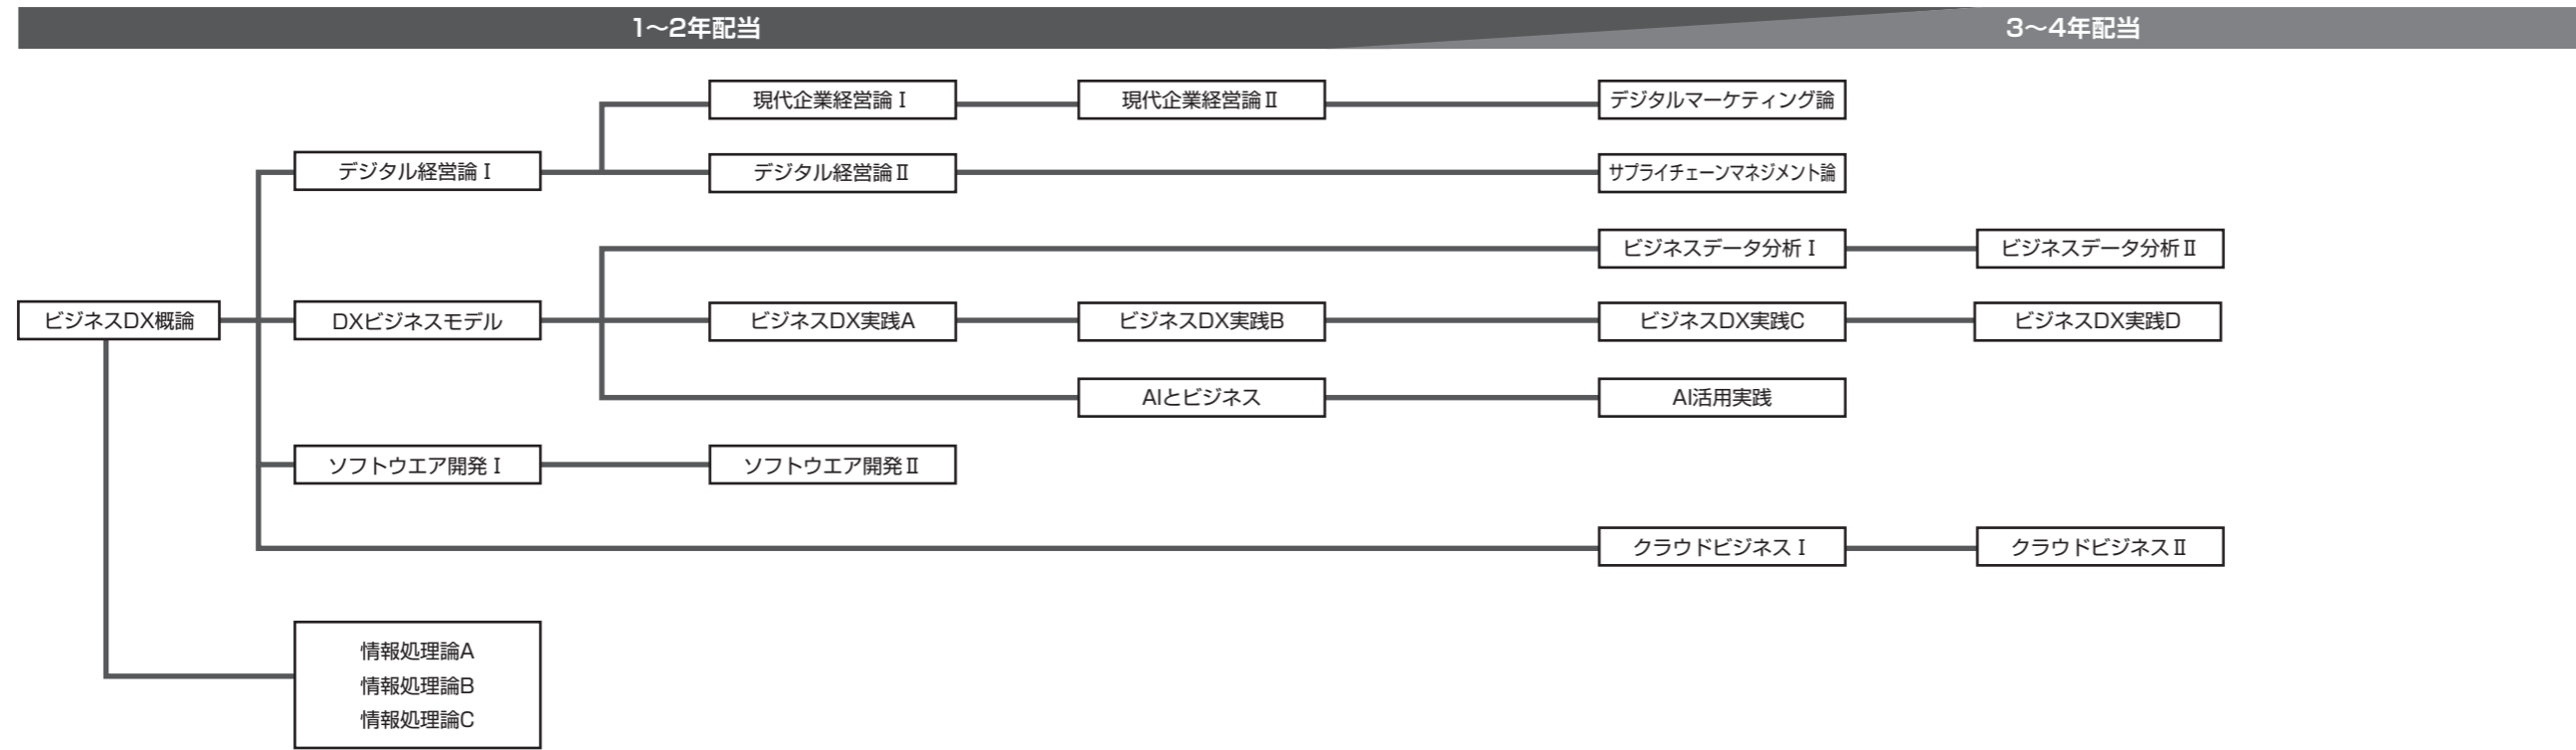 1～2年配当
3～4年配当
現代企業経営論Ⅰ
現代企業経営論Ⅱ
デジタルマーケティング論
デジタル経営論Ⅰ
デジタル経営論Ⅱ
サプライチェーンマネジメント論
ビジネスデータ分析Ⅰ
ビジネスデータ分析Ⅱ
ビジネスDX概論
DXビジネスモデル
ビジネスDX実践A
ビジネスDX実践B
ビジネスDX実践C
ビジネスDX実践D
AIとビジネス
AI活用実践
ソフトウエア開発Ⅰ
ソフトウエア開発Ⅱ
クラウドビジネスⅠ
クラウドビジネスⅡ
情報処理論A
情報処理論B
情報処理論C